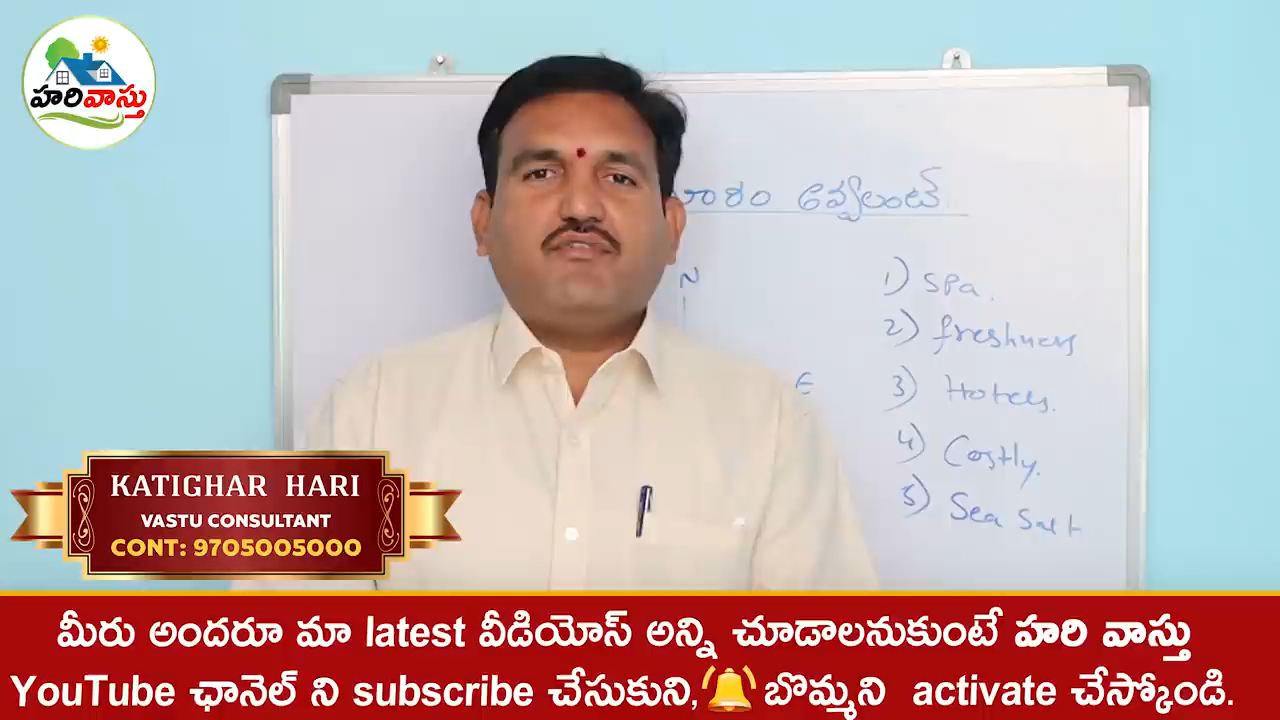 హరివాస్తు
ఇవ్వాలంటే.
N
1) Spa.
2) freshness
E
3) Hotels.
4) Costly.
5) Sea Salt
KATIGHAR HARI
VASTU CONSULTANT
CONT: 9705005000
మీరు అందరూ మా latest వీడియోస్ అన్ని చూడాలనుకుంటే హరి వాస్తు
YouTube ఛానెల్ ని subscribe చేసుకుని, బొమ్మని activate చేస్కోండి.